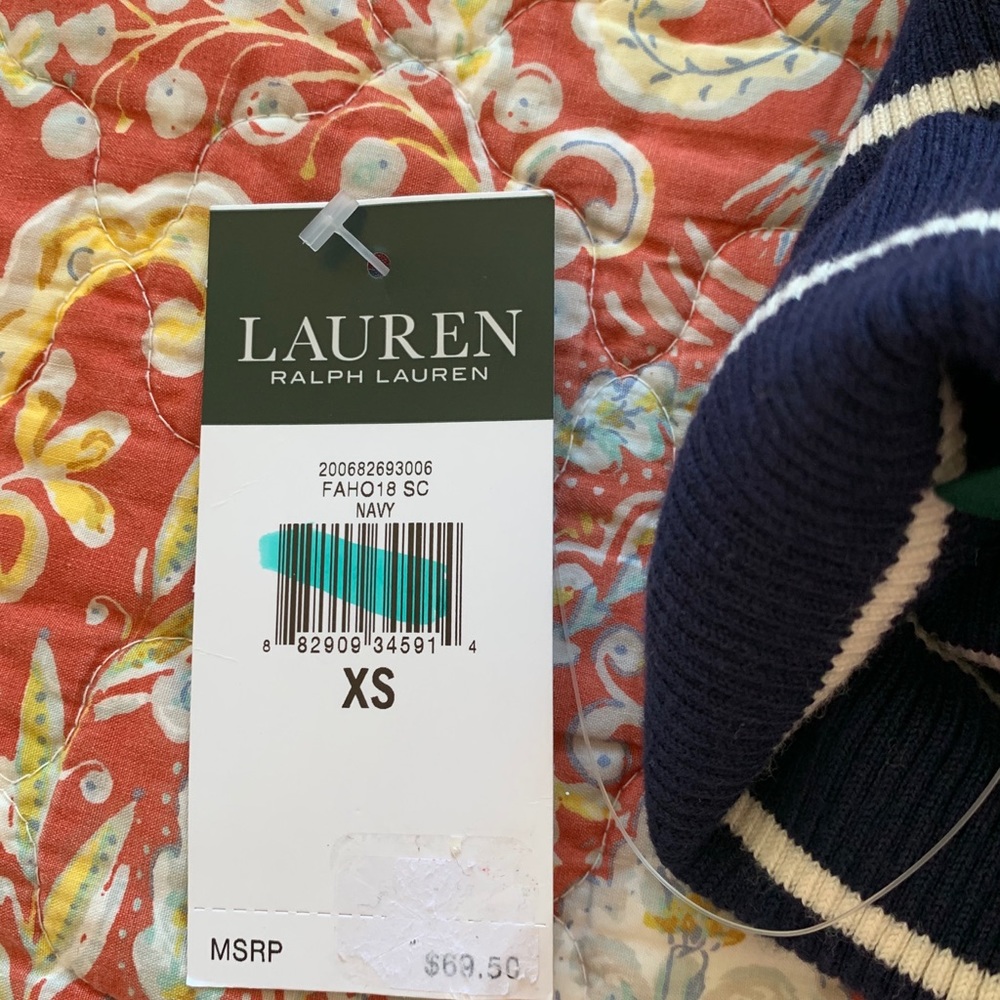 LAUREN
RALPH LAUREN
200682693006
FAHO18 SC
NAVY
8 82909 34591 4
XS
MSRP $69.50